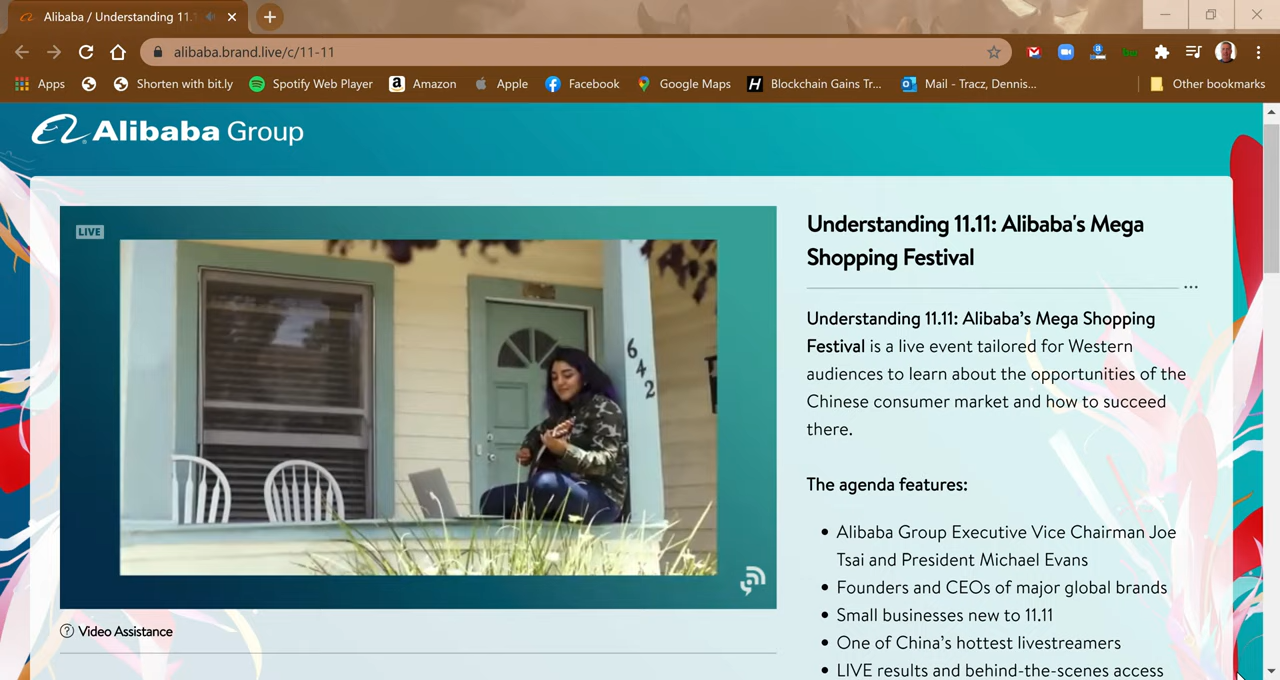 Alibaba / Understanding 11.1
alibaba.brand.live/c/11-11
Apps
Shorten with bit.ly
Spotify Web Player
Amazon
Apple
Facebook
Google Maps
Blockchain Gains Tr...
Mail - Tracz, Dennis...
Other bookmarks
Alibaba Group
LIVE
642
Video Assistance
Understanding 11.11: Alibaba's Mega
Shopping Festival
...
Understanding 11.11: Alibaba’s Mega Shopping
Festival is a live event tailored for Western
audiences to learn about the opportunities of the
Chinese consumer market and how to succeed
there.
The agenda features:
• Alibaba Group Executive Vice Chairman Joe
Tsai and President Michael Evans
• Founders and CEOs of major global brands
• Small businesses new to 11.11
• One of China’s hottest livestreamers
• LIVE results and behind-the-scenes access